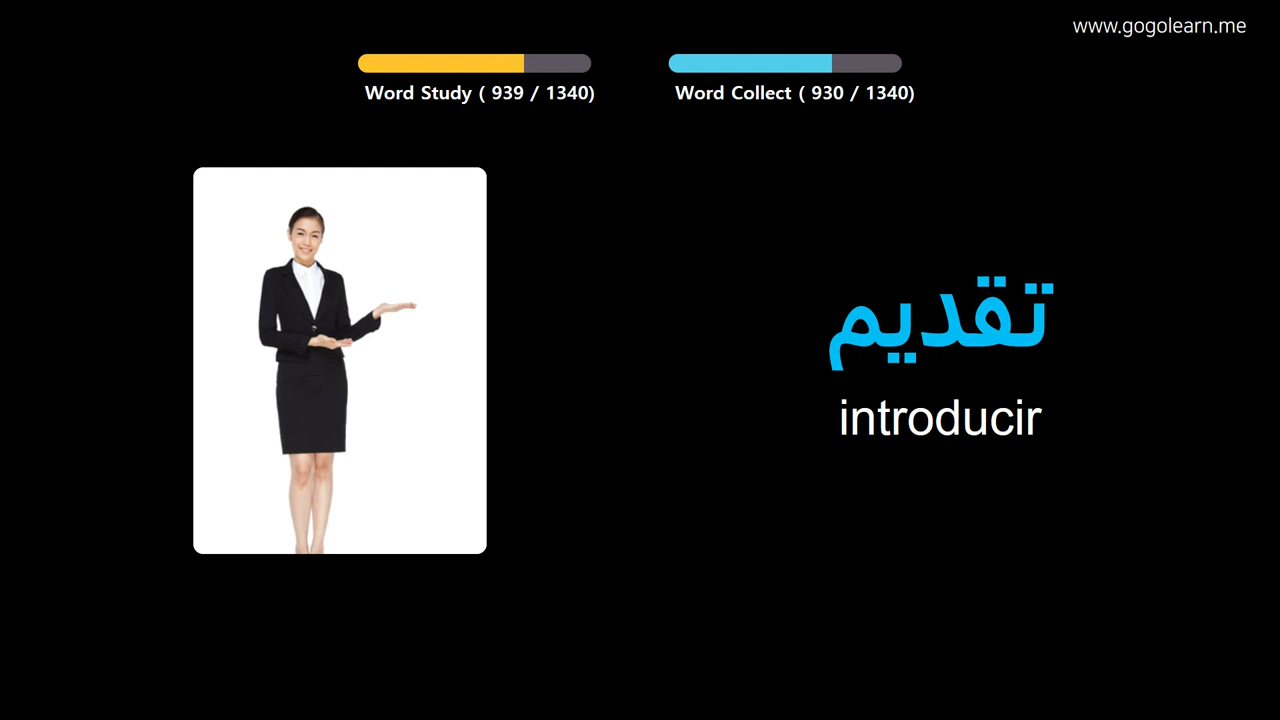 www.gogolearn.me
Word Study ( 939 / 1340)
Word Collect ( 930 / 1340)
تقديم
introducir